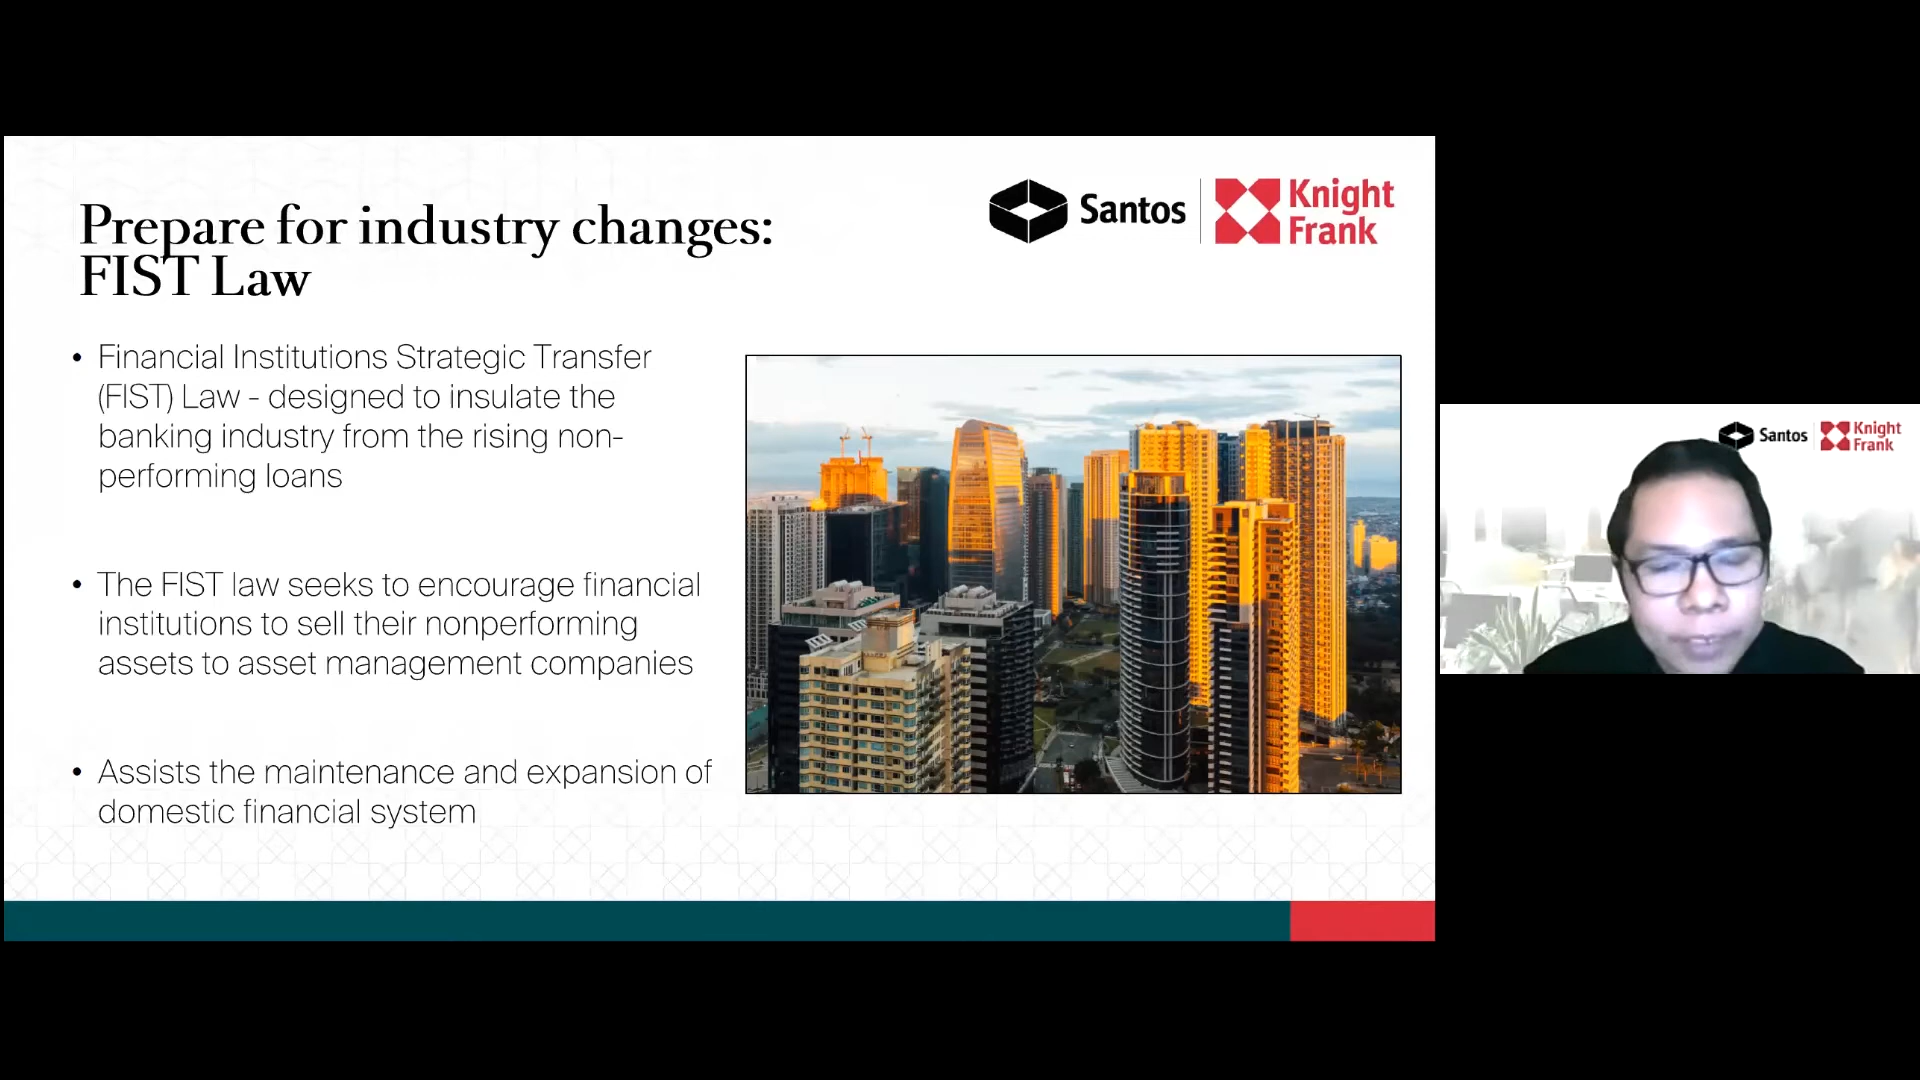 Prepare for industry changes:
FIST Law
Santos
Knight
Frank
• Financial Institutions Strategic Transfer
(FIST) Law - designed to insulate the
banking industry from the rising non-
performing loans
• The FIST law seeks to encourage financial
institutions to sell their nonperforming
assets to asset management companies
• Assists the maintenance and expansion of
domestic financial system
Santos
Knight
Frank